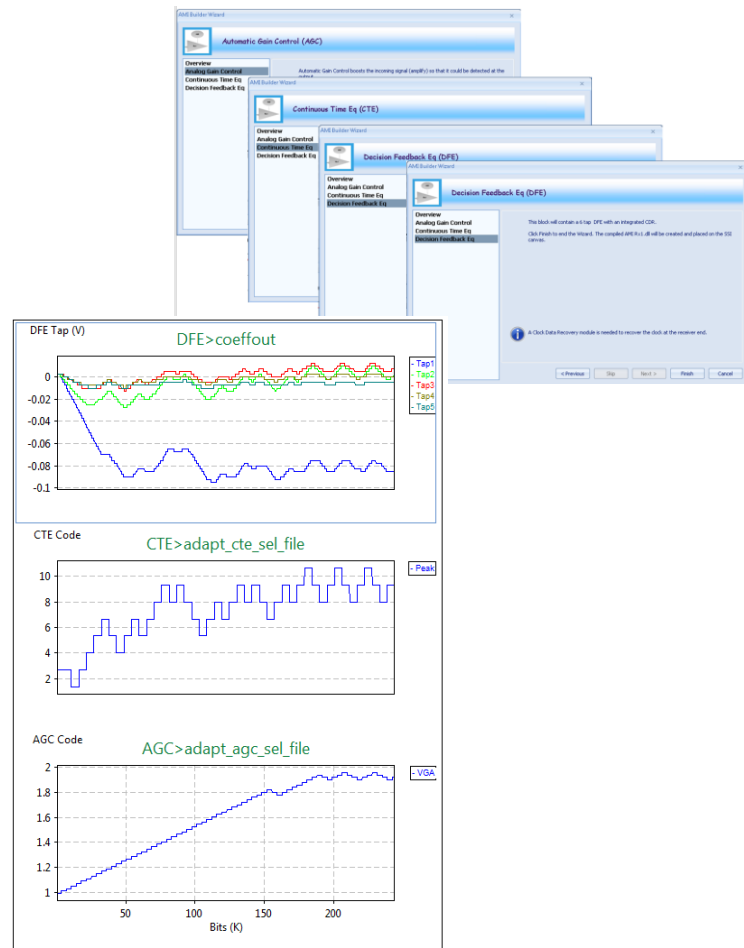 AMI Builder Wizard
Automatic Gain Control (AGC)
Overview
Analog Gain Control
Continuous Time Eq
Decision Feedback Eq
Automatic Gain Control boosts the incoming signal (amplify) so that it could be detected at the
output.
AMI Builder Wizard
Continuous Time Eq (CTE)
Overview
Analog Gain Control
Continuous Time Eq
Decision Feedback Eq
AMI Builder Wizard
Decision Feedback Eq (DFE)
Overview
Analog Gain Control
Continuous Time Eq
Decision Feedback Eq
AMI Builder Wizard
Decision Feedback Eq (DFE)
Overview
Analog Gain Control
Continuous Time Eq
Decision Feedback Eq
This block will contain a 6 tap DFE with an integrated CDR.
Click Finish to end the Wizard. The compiled AMI Rx1.dll will be created and placed on the SSI
canvas.
A Clock Data Recovery module is needed to recover the clock at the receiver end.
< Previous
Skip
Next >
Finish
Cancel
DFE Tap (V)
DFE>coeffout
0
-0.02
-0.04
-0.06
-0.08
-0.1
- Tap1
- Tap2
- Tap3
- Tap4
- Tap5
CTE Code
CTE>adapt_cte_sel_file
10
8
6
4
2
- Peak
AGC Code
AGC>adapt_agc_sel_file
2
1.8
1.6
1.4
1.2
1
- VGA
50 100 150 200
Bits (K)